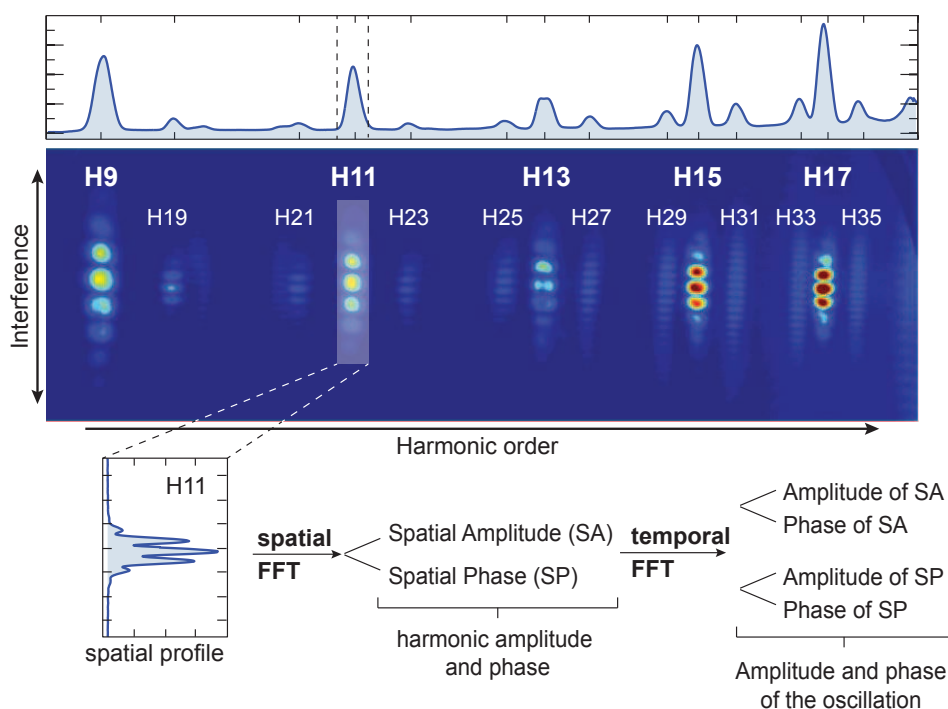 H9
H11
H13
H15
H17
H19
H21
H23
H25
H27
H29
H31
H33
H35
Interference
Harmonic order
H11
spatial profile
spatial
FFT
Spatial Amplitude (SA)
Spatial Phase (SP)
harmonic amplitude
and phase
temporal
FFT
Amplitude of SA
Phase of SA
Amplitude of SP
Phase of SP
Amplitude and phase
of the oscillation